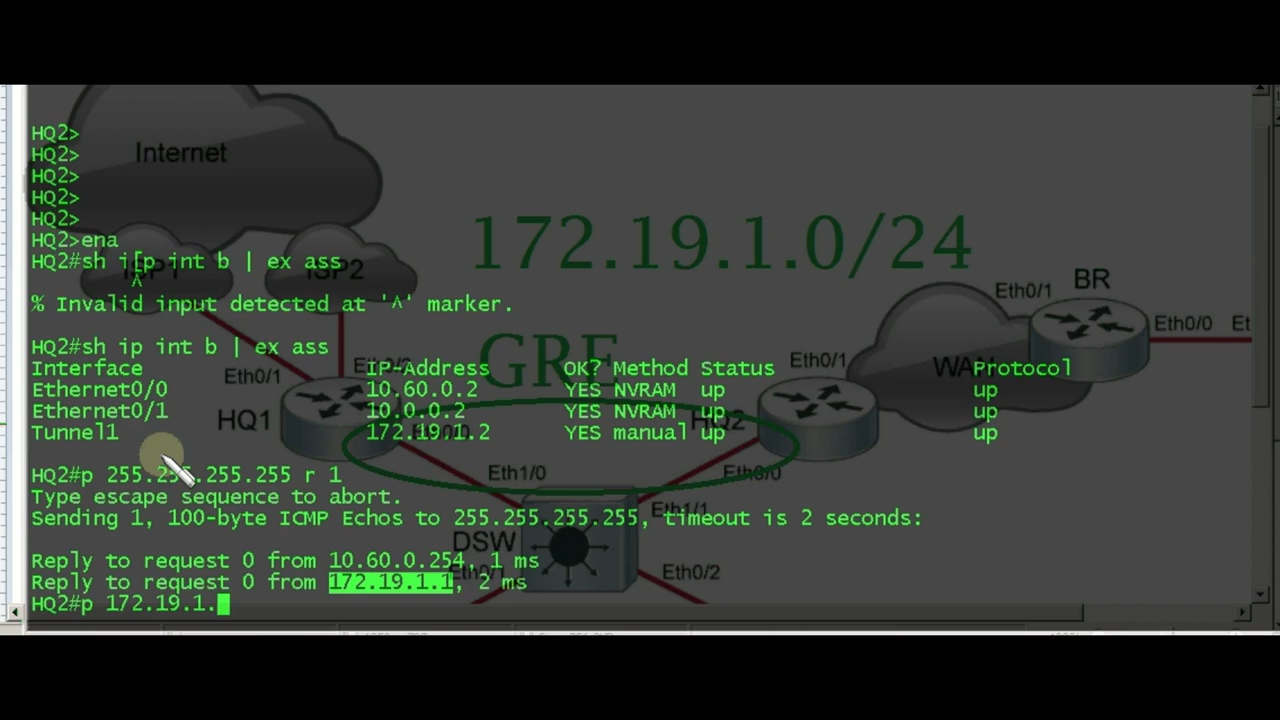 HQ2>
HQ2>
Internet
HQ2>
HQ2>
HQ2>
HQ2>ena
172.19.1.0/24
HQ2#sh i[p int b | ex ass
ISP2
^
% Invalid input detected at '^' marker.
BR
Eth0/1
Eth0/0
HQ2#sh ip int b | ex ass
GRE
WAN
Eth0/1
Eth0/1
Interface IP-Address OK? Method Status Protocol
Ethernet0/0 10.60.0.2 YES NVRAM up up
Ethernet0/1 10.0.0.2 YES NVRAM up up
HQ1
HQ2
Tunnel1 172.19.1.2 YES manual up up
HQ2#p 255.255.255.255 r 1
Eth1/0
Eth0/0
Type escape sequence to abort.
Eth1/1
Sending 1, 100-byte ICMP Echos to 255.255.255.255, timeout is 2 seconds:
DSW
Reply to request 0 from 10.60.0.254, 1 ms
Eth0/2
Reply to request 0 from 172.19.1.1, 2 ms
HQ2#p 172.19.1.